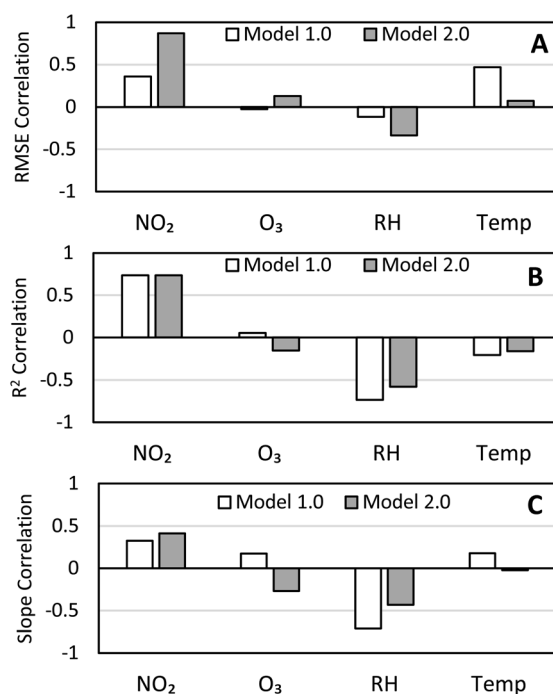 1
Model 1.0 Model 2.0 A
0.5
0
-0.5
-1
RMSE Correlation
NO₂ O₃ RH Temp
1
Model 1.0 Model 2.0 B
0.5
0
-0.5
-1
R² Correlation
NO₂ O₃ RH Temp
1
Model 1.0 Model 2.0 C
0.5
0
-0.5
-1
Slope Correlation
NO₂ O₃ RH Temp